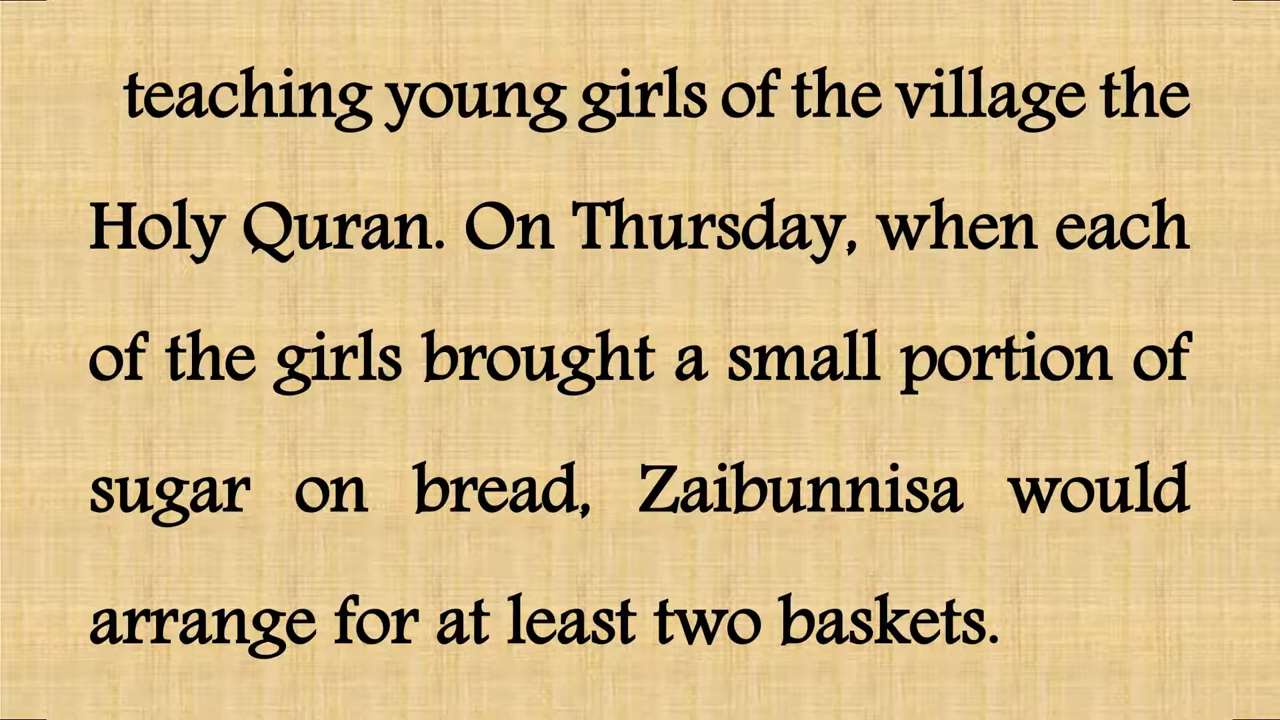 teaching young girls of the village the
Holy Quran. On Thursday, when each
of the girls brought a small portion of
sugar on bread, Zaibunnisa would
arrange for at least two baskets.